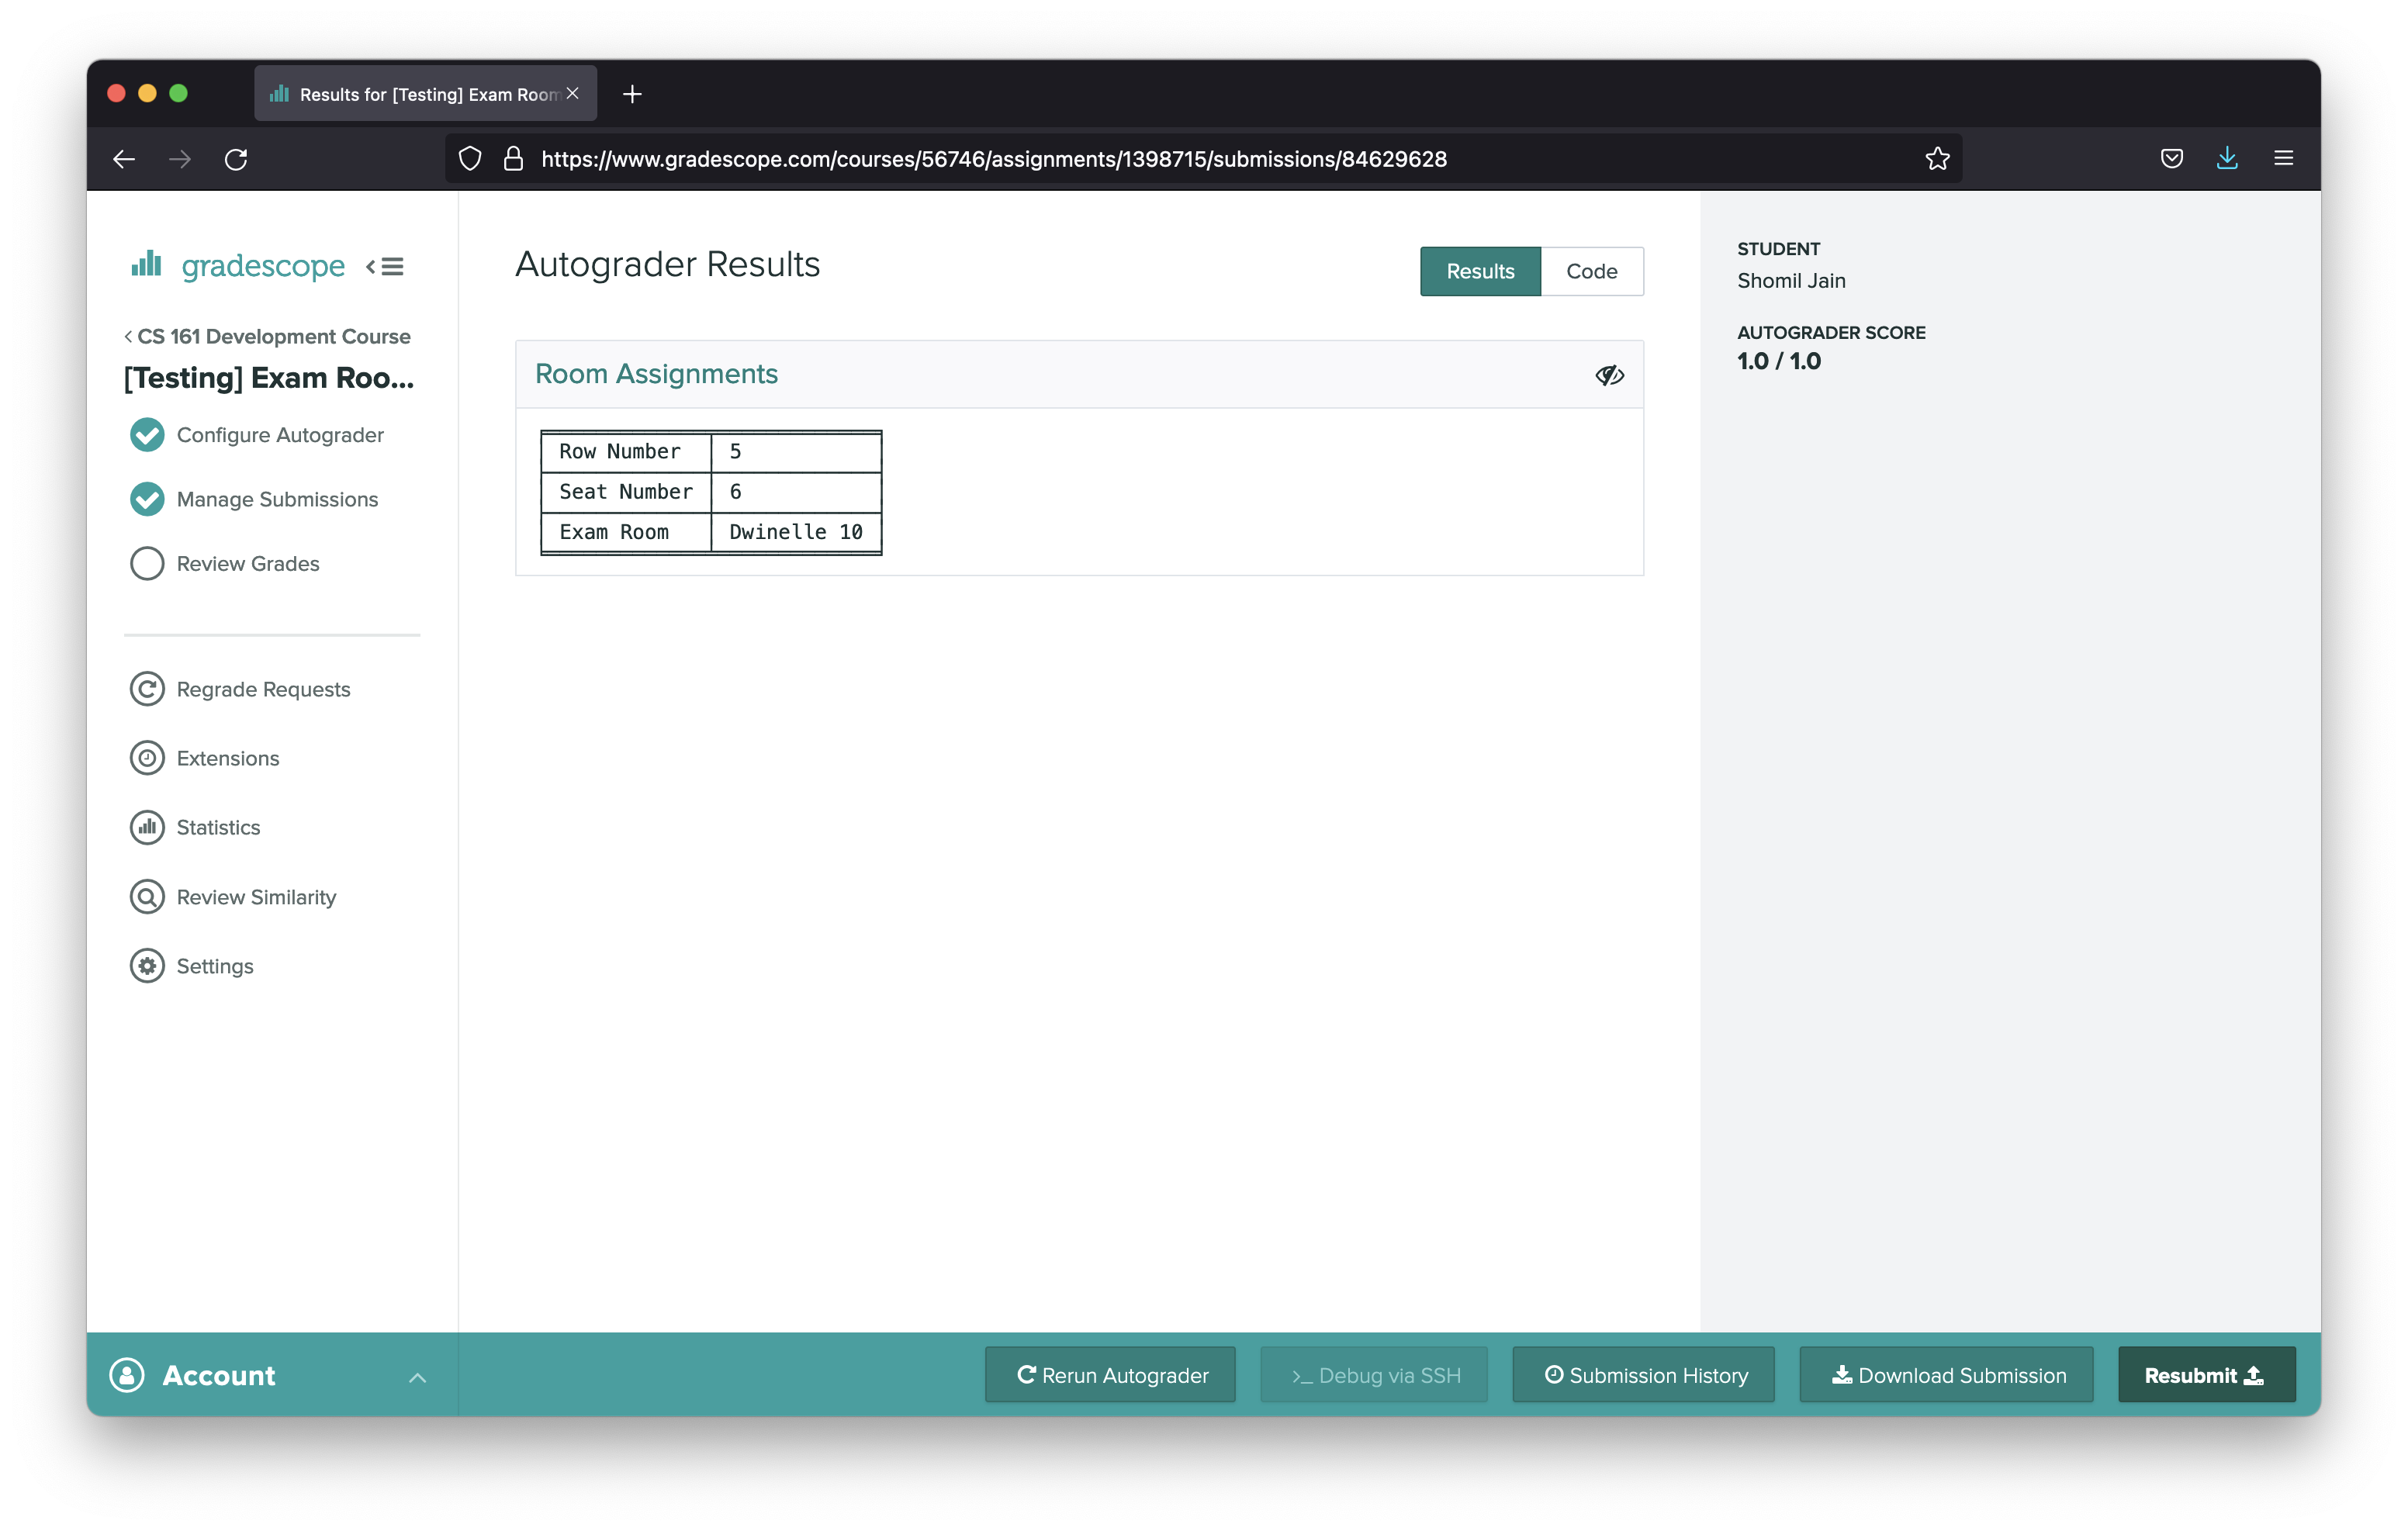 Results for [Testing] Exam Room
https://www.gradescope.com/courses/56746/assignments/1398715/submissions/84629628
gradescope
CS 161 Development Course
[Testing] Exam Roo...
Configure Autograder
Manage Submissions
Review Grades
Regrade Requests
Extensions
Statistics
Review Similarity
Settings
Account
Autograder Results
Results
Code
Room Assignments
Row Number 5
Seat Number 6
Exam Room Dwinelle 10
STUDENT
Shomil Jain
AUTOGRADER SCORE
1.0 / 1.0
Rerun Autograder
>_ Debug via SSH
Submission History
Download Submission
Resubmit